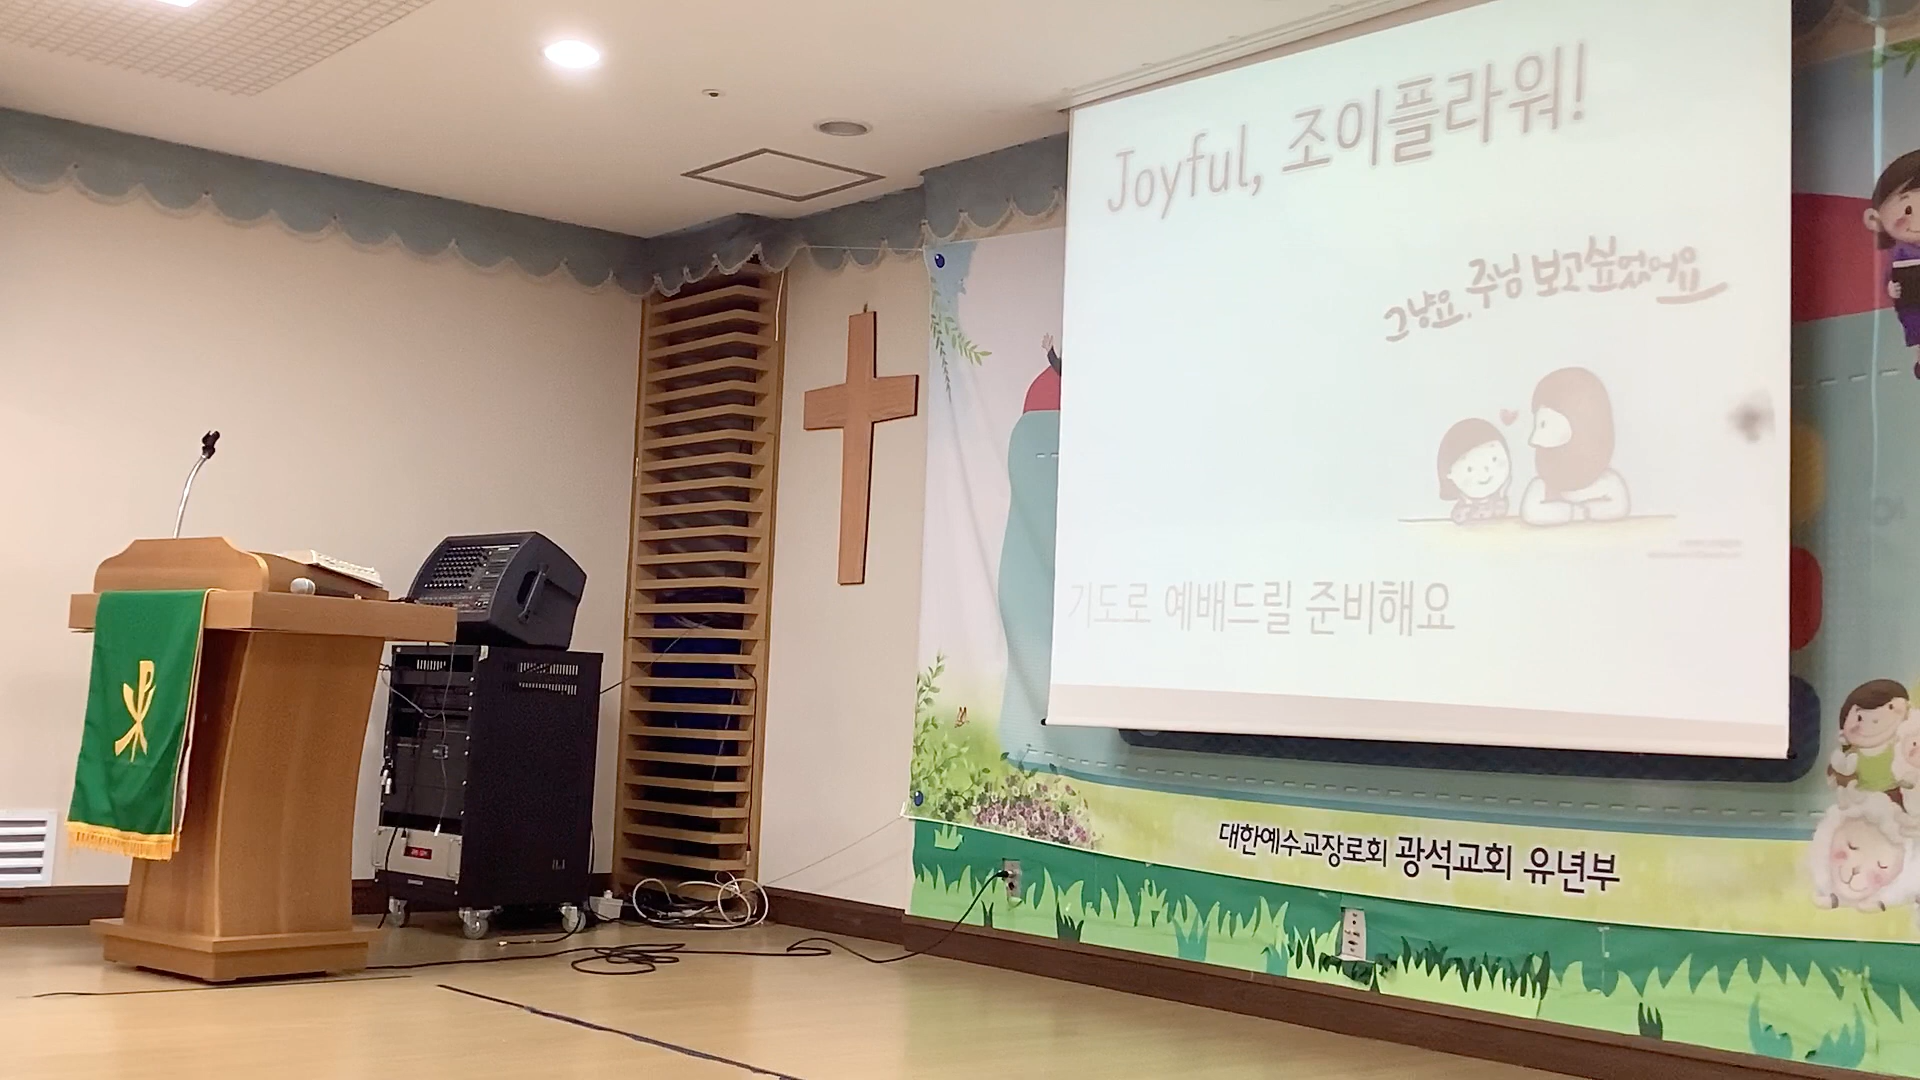 Joyful, 조이플라워!
그냥요. 주님 보고싶었어요
기도로 예배드릴 준비해요
대한예수교장로회 광석교회 유년부